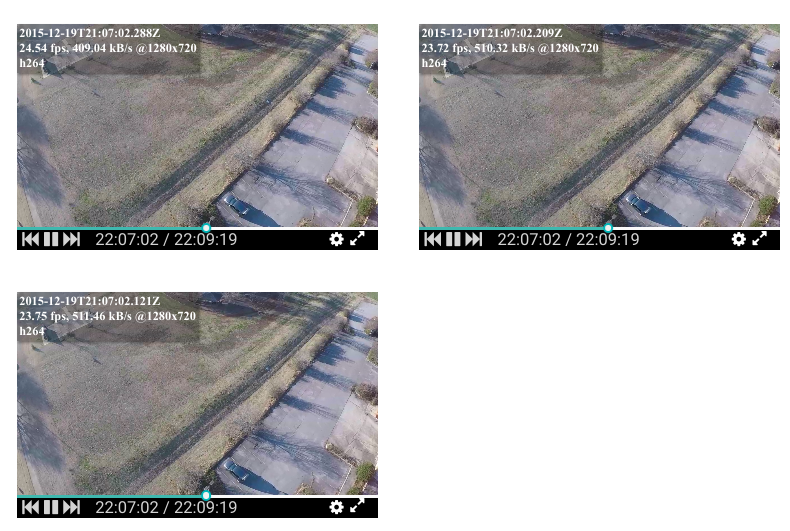 2015-12-19T21:07:02.288Z
24.54 fps, 409.04 kB/s @1280x720
h264
22:07:02 / 22:09:19
2015-12-19T21:07:02.209Z
23.72 fps, 510.32 kB/s @1280x720
h264
22:07:02 / 22:09:19
2015-12-19T21:07:02.121Z
23.75 fps, 511.46 kB/s @1280x720
h264
22:07:02 / 22:09:19